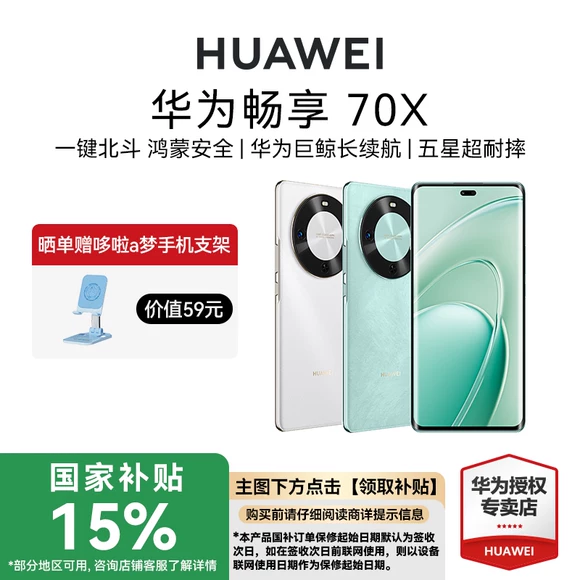 HUAWEI
华为畅享 70X
一键北斗 鸿蒙安全 | 华为巨鲸长续航 | 五星超耐摔
晒单赠哆啦a梦手机支架
价值59元
HUAWEI
HUAWEI
国家补贴
15%
*部分地区可用, 咨询店铺客服了解详情
主图下方点击【领取补贴】
购买前请仔细阅读商详提示信息
*本产品国补订单保修起始日期默认为签收
次日，如在签收次日前联网使用，则以设备
联网使用日期作为保修起始日期。
华为授权
专卖店
HUAWEI